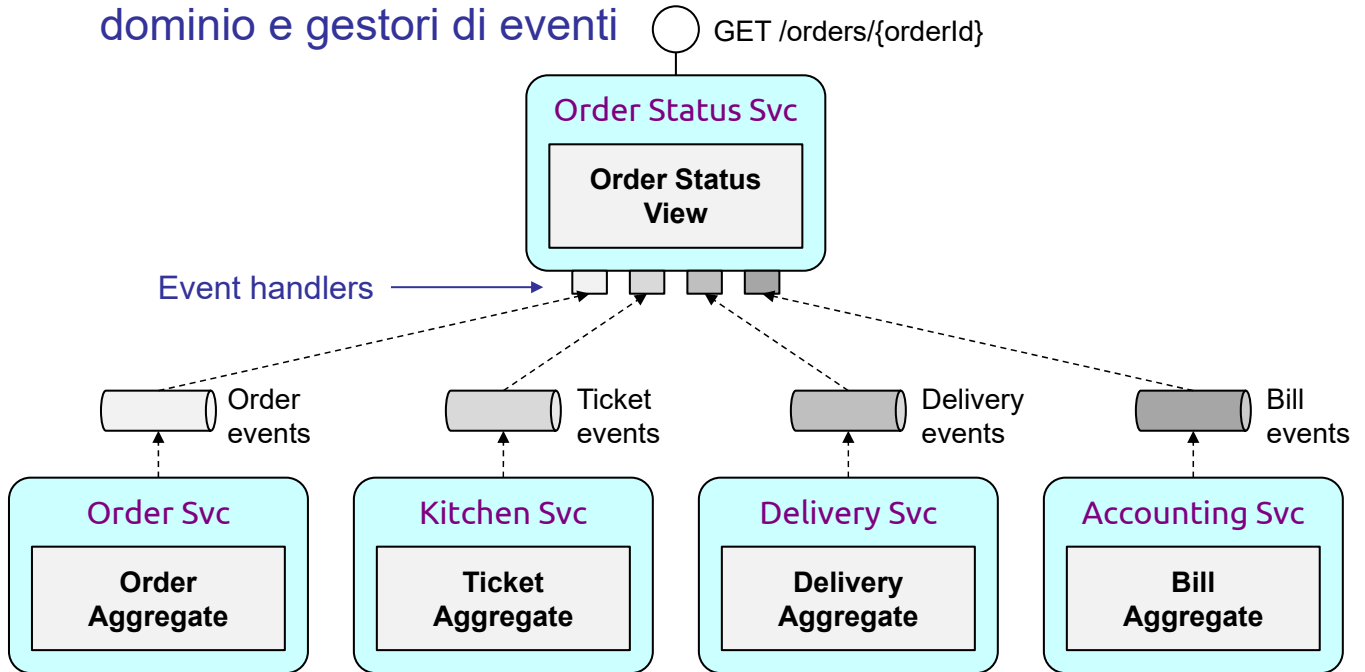 dominio e gestori di eventi
GET /orders/{orderId}
Order Status Svc
Order Status
View
Event handlers
Order
events
Ticket
events
Delivery
events
Bill
events
Order Svc
Order
Aggregate
Kitchen Svc
Ticket
Aggregate
Delivery Svc
Delivery
Aggregate
Accounting Svc
Bill
Aggregate